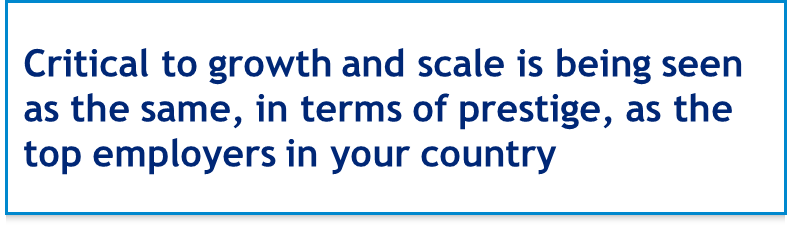 Critical to growth and scale is being seen
as the same, in terms of prestige, as the
top employers in your country